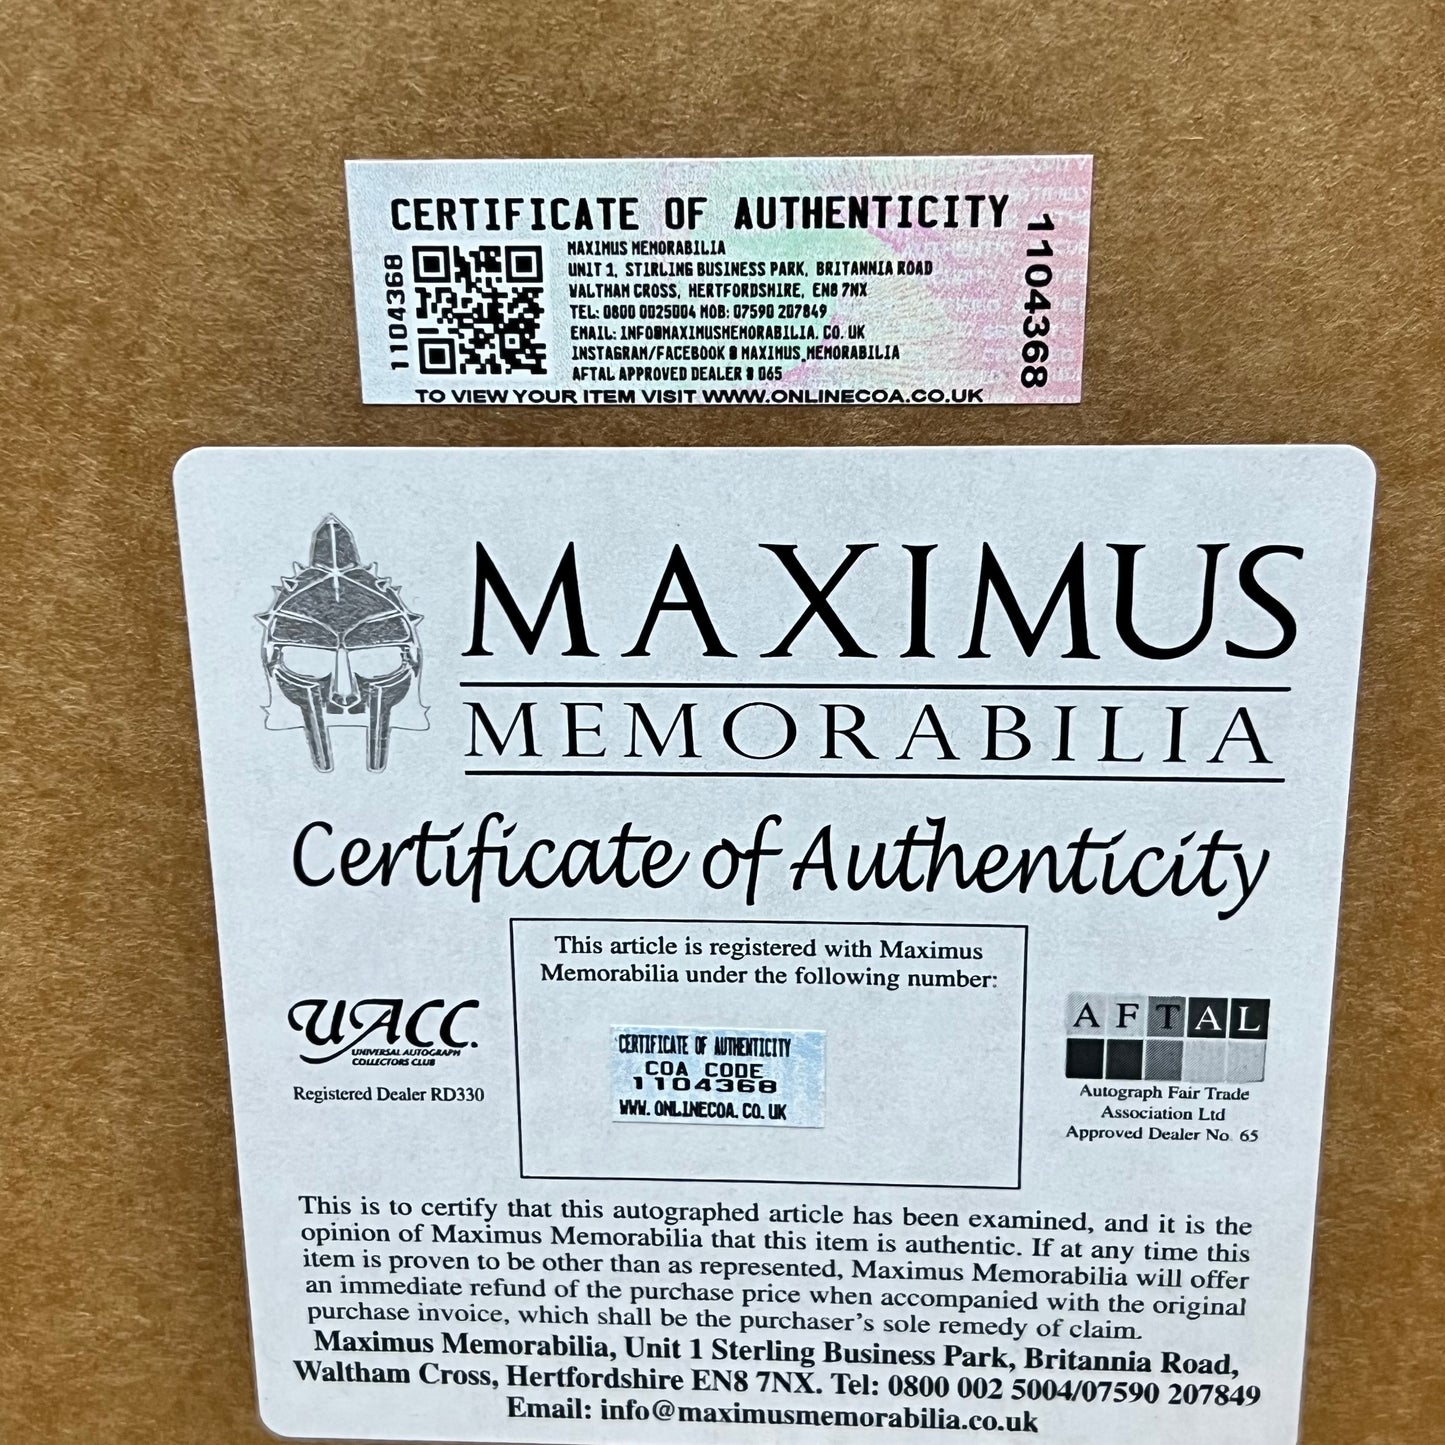 CERTIFICATE OF AUTHENTICITY
1104368
1104368
MAXIMUS MEMORABILIA
UNIT 1, STIRLING BUSINESS PARK, BRITANNIA ROAD
WALTHAM CROSS, HERTFORDSHIRE, EN8 7NX
TEL: 0800 0025004 MOB: 07590 207849
EMAIL: INFO@MAXIMUSMEMORABILIA.CO.UK
INSTAGRAM/FACEBOOK @ MAXIMUS_MEMORABILIA
AFTAL APPROVED DEALER # 065
TO VIEW YOUR ITEM VISIT WWW.ONLINECOA.CO.UK
MAXIMUS
MEMORABILIA
Certificate of Authenticity
This article is registered with Maximus
Memorabilia under the following number:
CERTIFICATE OF AUTHENTICITY
COA CODE
1104368
WWW.ONLINECOA.CO.UK
UACC.
UNIVERSAL AUTOGRAPH
COLLECTORS CLUB
Registered Dealer RD330
AFTAL
Autograph Fair Trade
Association Ltd
Approved Dealer No. 65
This is to certify that this autographed article has been examined, and it is the
opinion of Maximus Memorabilia that this item is authentic. If at any time this
item is proven to be other than as represented, Maximus Memorabilia will offer
an immediate refund of the purchase price when accompanied with the original
purchase invoice, which shall be the purchaser's sole remedy of claim.
Maximus Memorabilia, Unit 1 Sterling Business Park, Britannia Road,
Waltham Cross, Hertfordshire EN8 7NX. Tel: 0800 002 5004/07590 207849
Email: info@maximusmemorabilia.co.uk